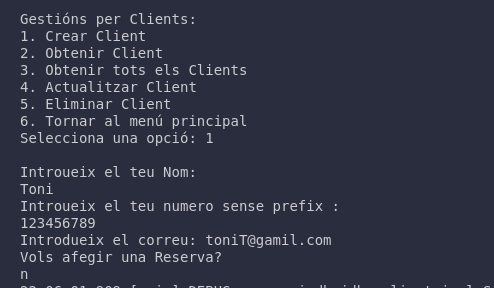 Gestións per Clients:
1. Crear Client
2. Obtenir Client
3. Obtenir tots els Clients
4. Actualitzar Client
5. Eliminar Client
6. Tornar al menú principal
Selecciona una opció: 1
Introueix el teu Nom:
Toni
Introueix el teu numero sense prefix :
123456789
Introdueix el correu: toniT@gamil.com
Vols afegir una Reserva?
n